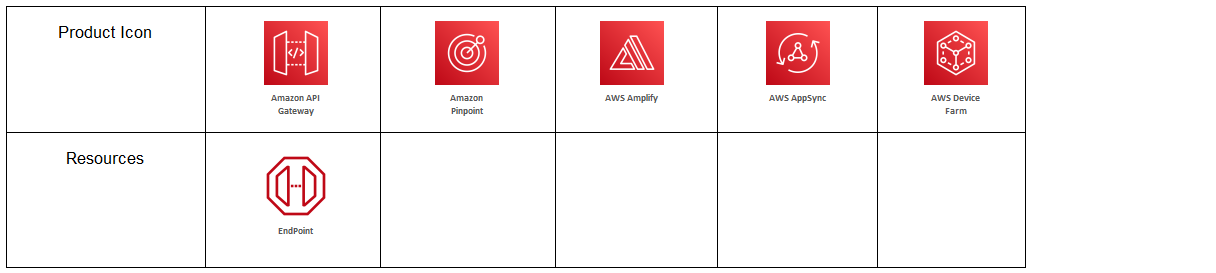 Product Icon
Amazon API
Gateway
Amazon
Pinpoint
AWS Amplify
AWS AppSync
AWS Device
Farm
Resources
EndPoint